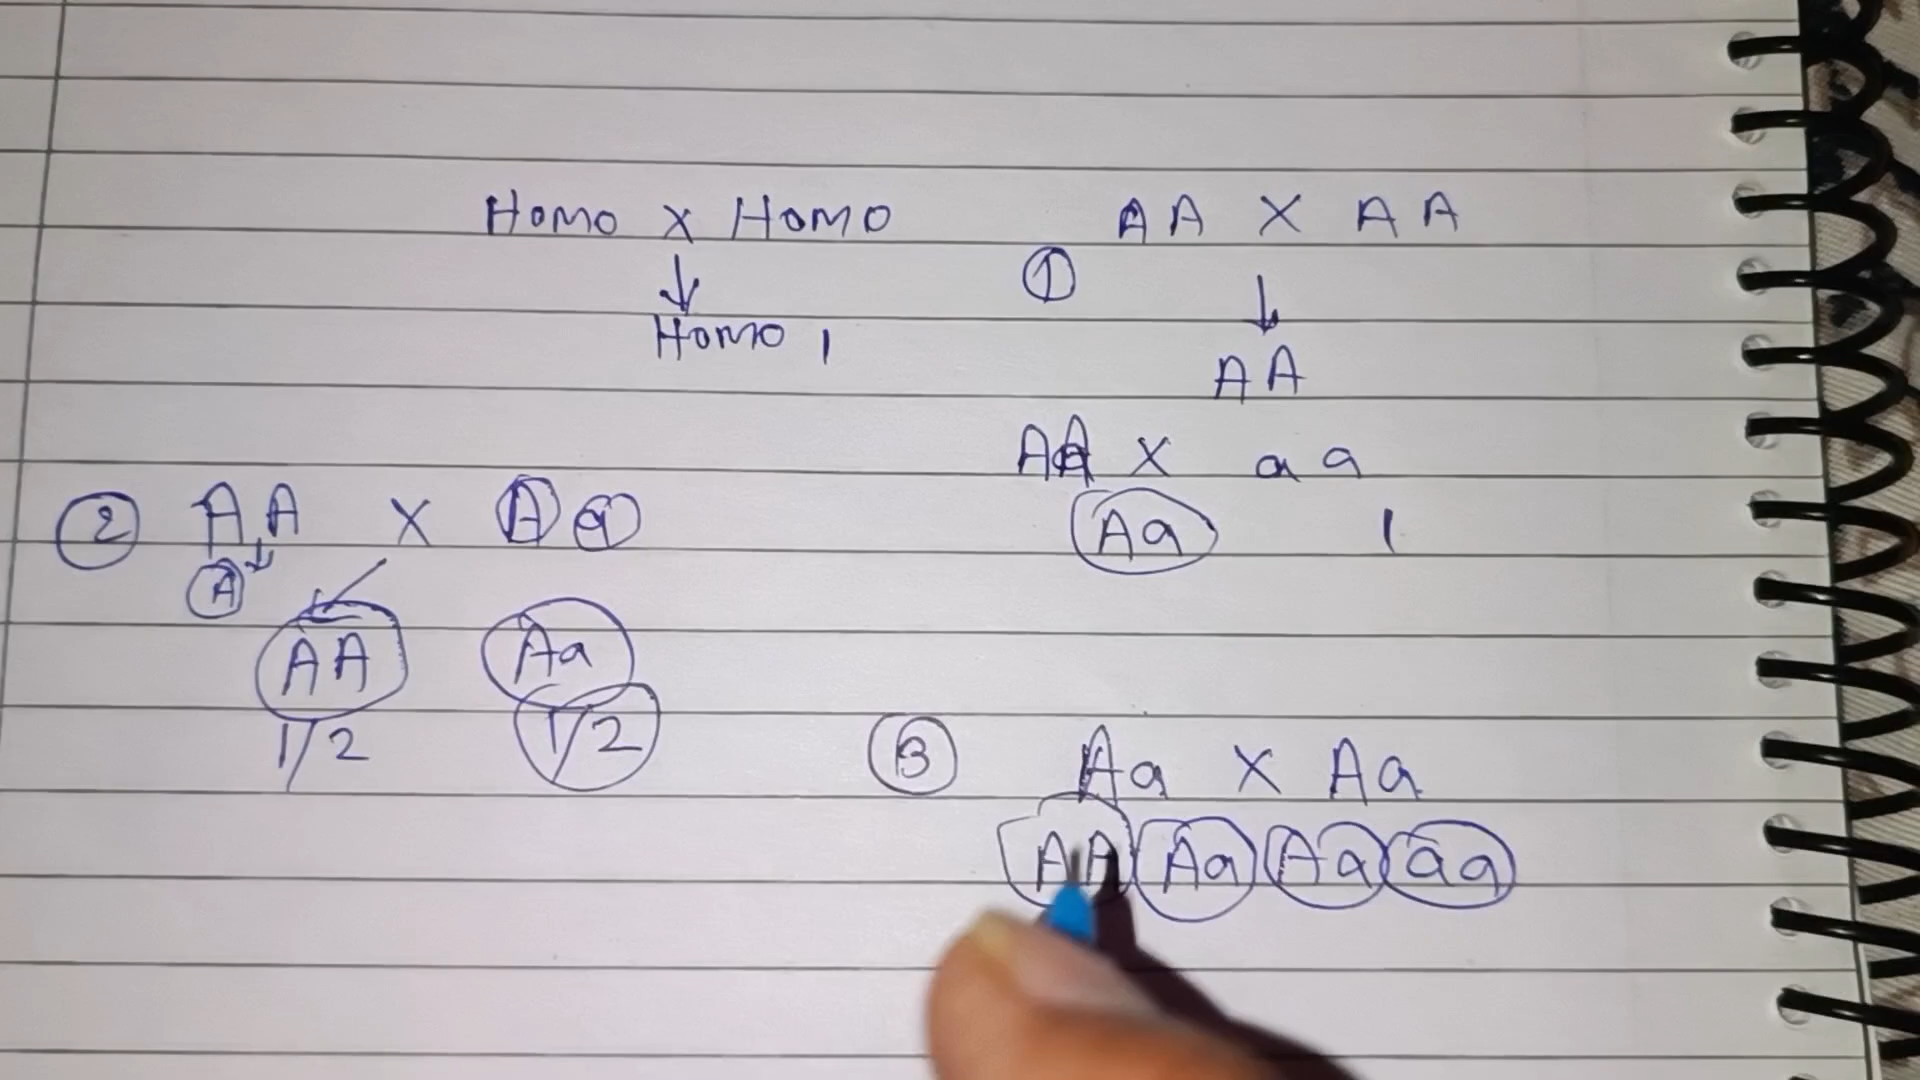 Homo X Homo
Homo 1
AA X AA
①
AA
AA X aa
Aa 1
② AA X Aa
A
AA Aa
1/2 1/2
③ Aa X Aa
AA Aa Aa aa